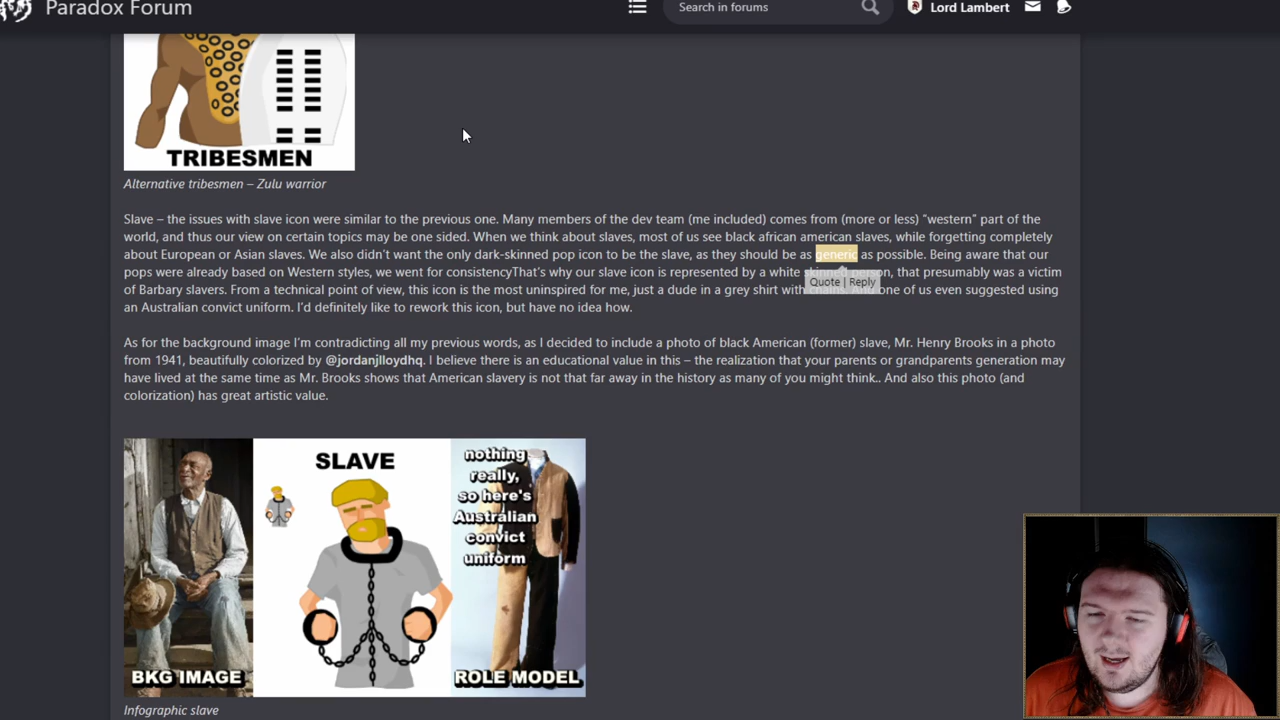 Paradox Forum
Search in forums
Lord Lambert
TRIBESMEN
Alternative tribesmen – Zulu warrior
Slave – the issues with slave icon were similar to the previous one. Many members of the dev team (me included) comes from (more or less) "western" part of the
world, and thus our view on certain topics may be one sided. When we think about slaves, most of us see black african american slaves, while forgetting completely
about European or Asian slaves. We also didn't want the only dark-skinned pop icon to be the slave, as they should be as generic as possible. Being aware that our
pops were already based on Western styles, we went for consistencyThat's why our slave icon is represented by a white skinned person, that presumably was a victim
of Barbary slavers. From a technical point of view, this icon is the most uninspired for me, just a dude in a grey shirt with chains. And one of us even suggested using
Quote | Reply
an Australian convict uniform. I'd definitely like to rework this icon, but have no idea how.
As for the background image I'm contradicting all my previous words, as I decided to include a photo of black American (former) slave, Mr. Henry Brooks in a photo
from 1941, beautifully colorized by @jordanjlloydhq. I believe there is an educational value in this – the realization that your parents or grandparents generation may
have lived at the same time as Mr. Brooks shows that American slavery is not that far away in the history as many of you might think.. And also this photo (and
colorization) has great artistic value.
SLAVE
nothing
really,
so here's
Australian
convict
uniform
BKG IMAGE
ROLE MODEL
Infographic slave